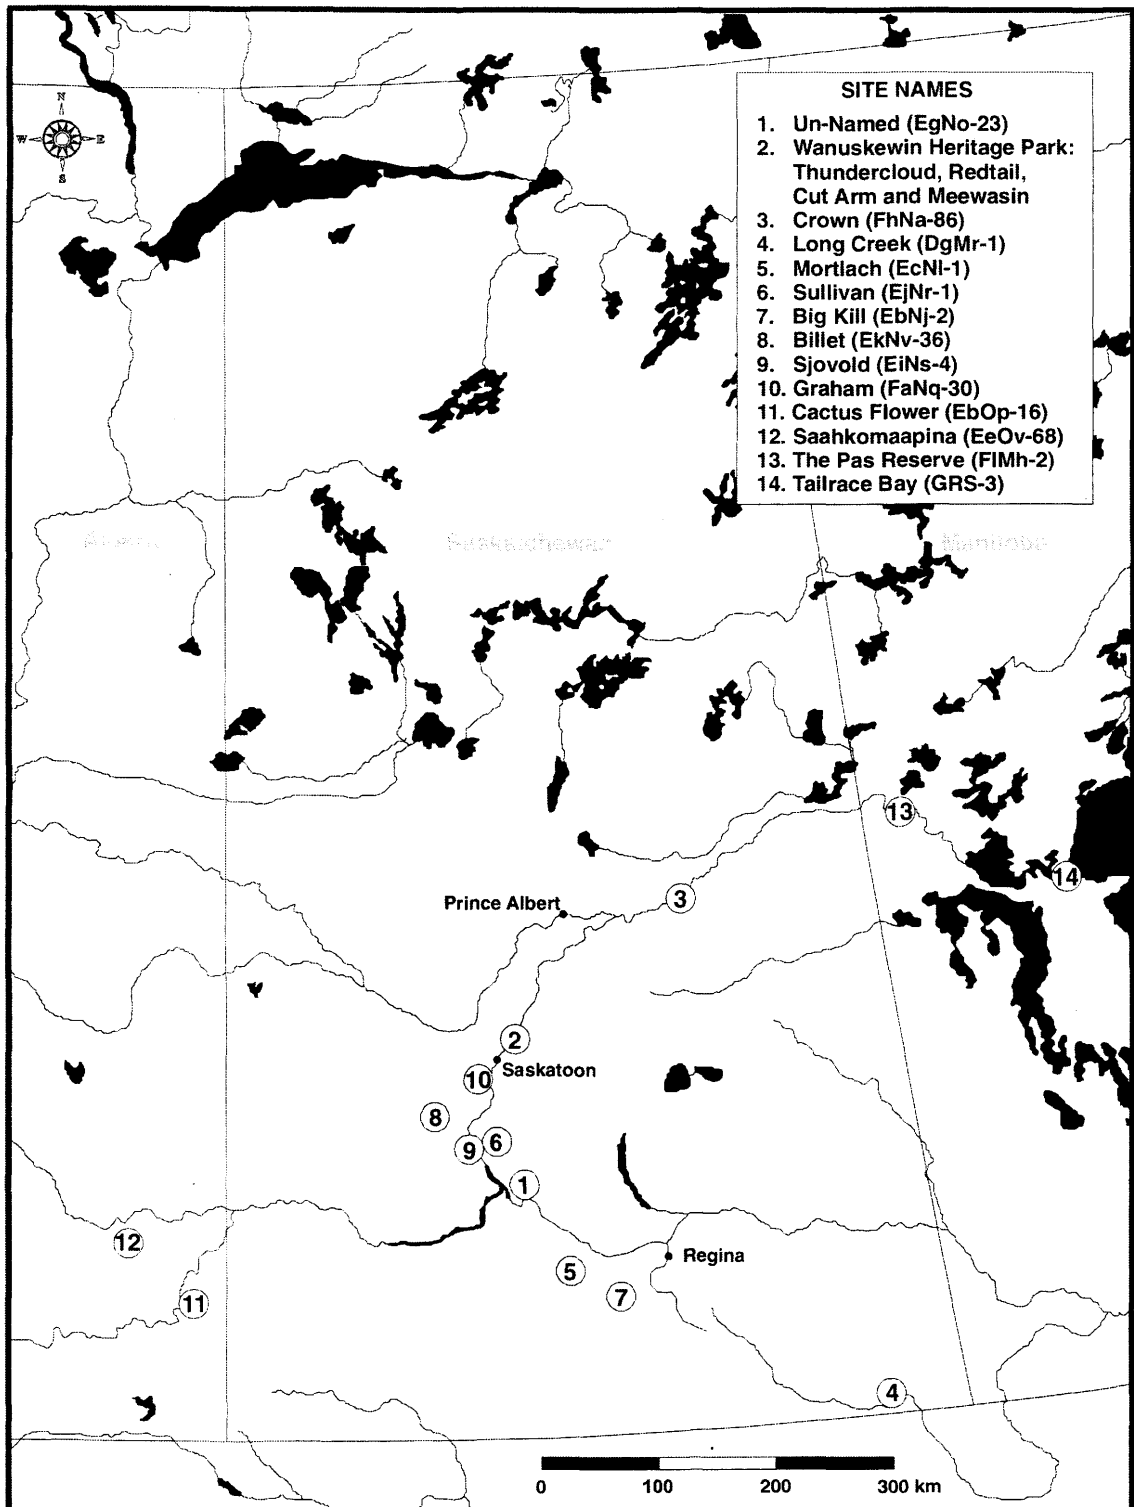 N
W E
S
SITE NAMES
1. Un-Named (EgNo-23)
2. Wanuskewin Heritage Park:
Thundercloud, Redtail,
Cut Arm and Meewasin
3. Crown (FhNa-86)
4. Long Creek (DgMr-1)
5. Mortlach (EcNl-1)
6. Sullivan (EjNr-1)
7. Big Kill (EbNj-2)
8. Billet (EkNv-36)
9. Sjovold (EiNs-4)
10. Graham (FaNq-30)
11. Cactus Flower (EbOp-16)
12. Saahkomaapina (EeOv-68)
13. The Pas Reserve (FlMh-2)
14. Tailrace Bay (GRS-3)
Saskatchewan
Manitoba
13
14
3
Prince Albert
2
Saskatoon
10
8
9 6
1
12
Regina
5
11
7
4
0 100 200 300 km